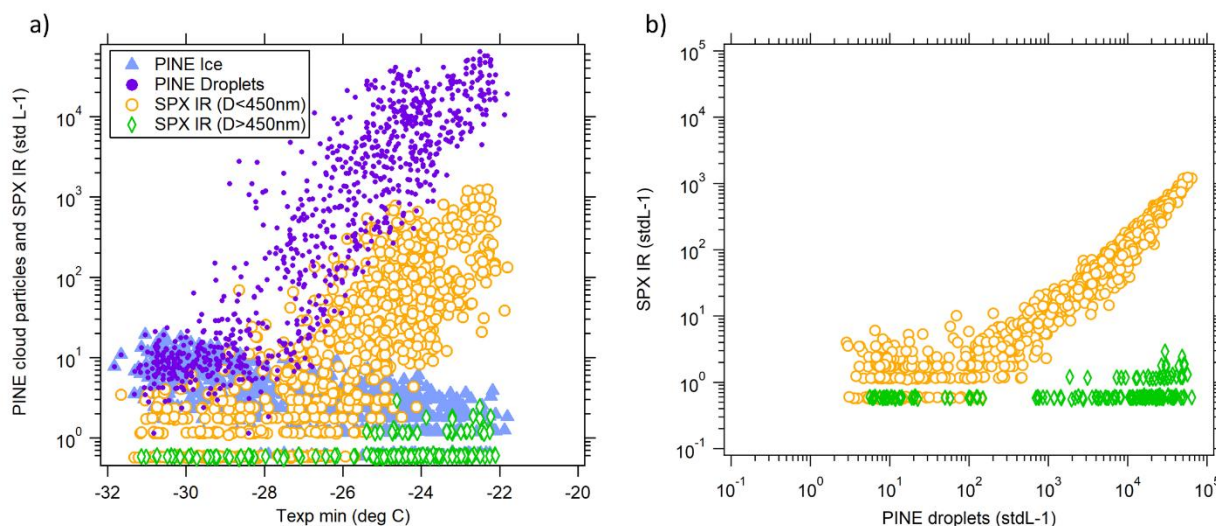 a)
PINE Ice
PINE Droplets
SPX IR (D<450nm)
SPX IR (D>450nm)
PINE cloud particles and SPX IR (std L-1)
10^4
10^3
10^2
10^1
10^0
-32
-30
-28
-26
-24
-22
-20
Texp min (deg C)
b)
SPX IR (stdL-1)
10^5
10^4
10^3
10^2
10^1
10^0
10^-1
10^-1
10^0
10^1
10^2
10^3
10^4
10^5
PINE droplets (stdL-1)